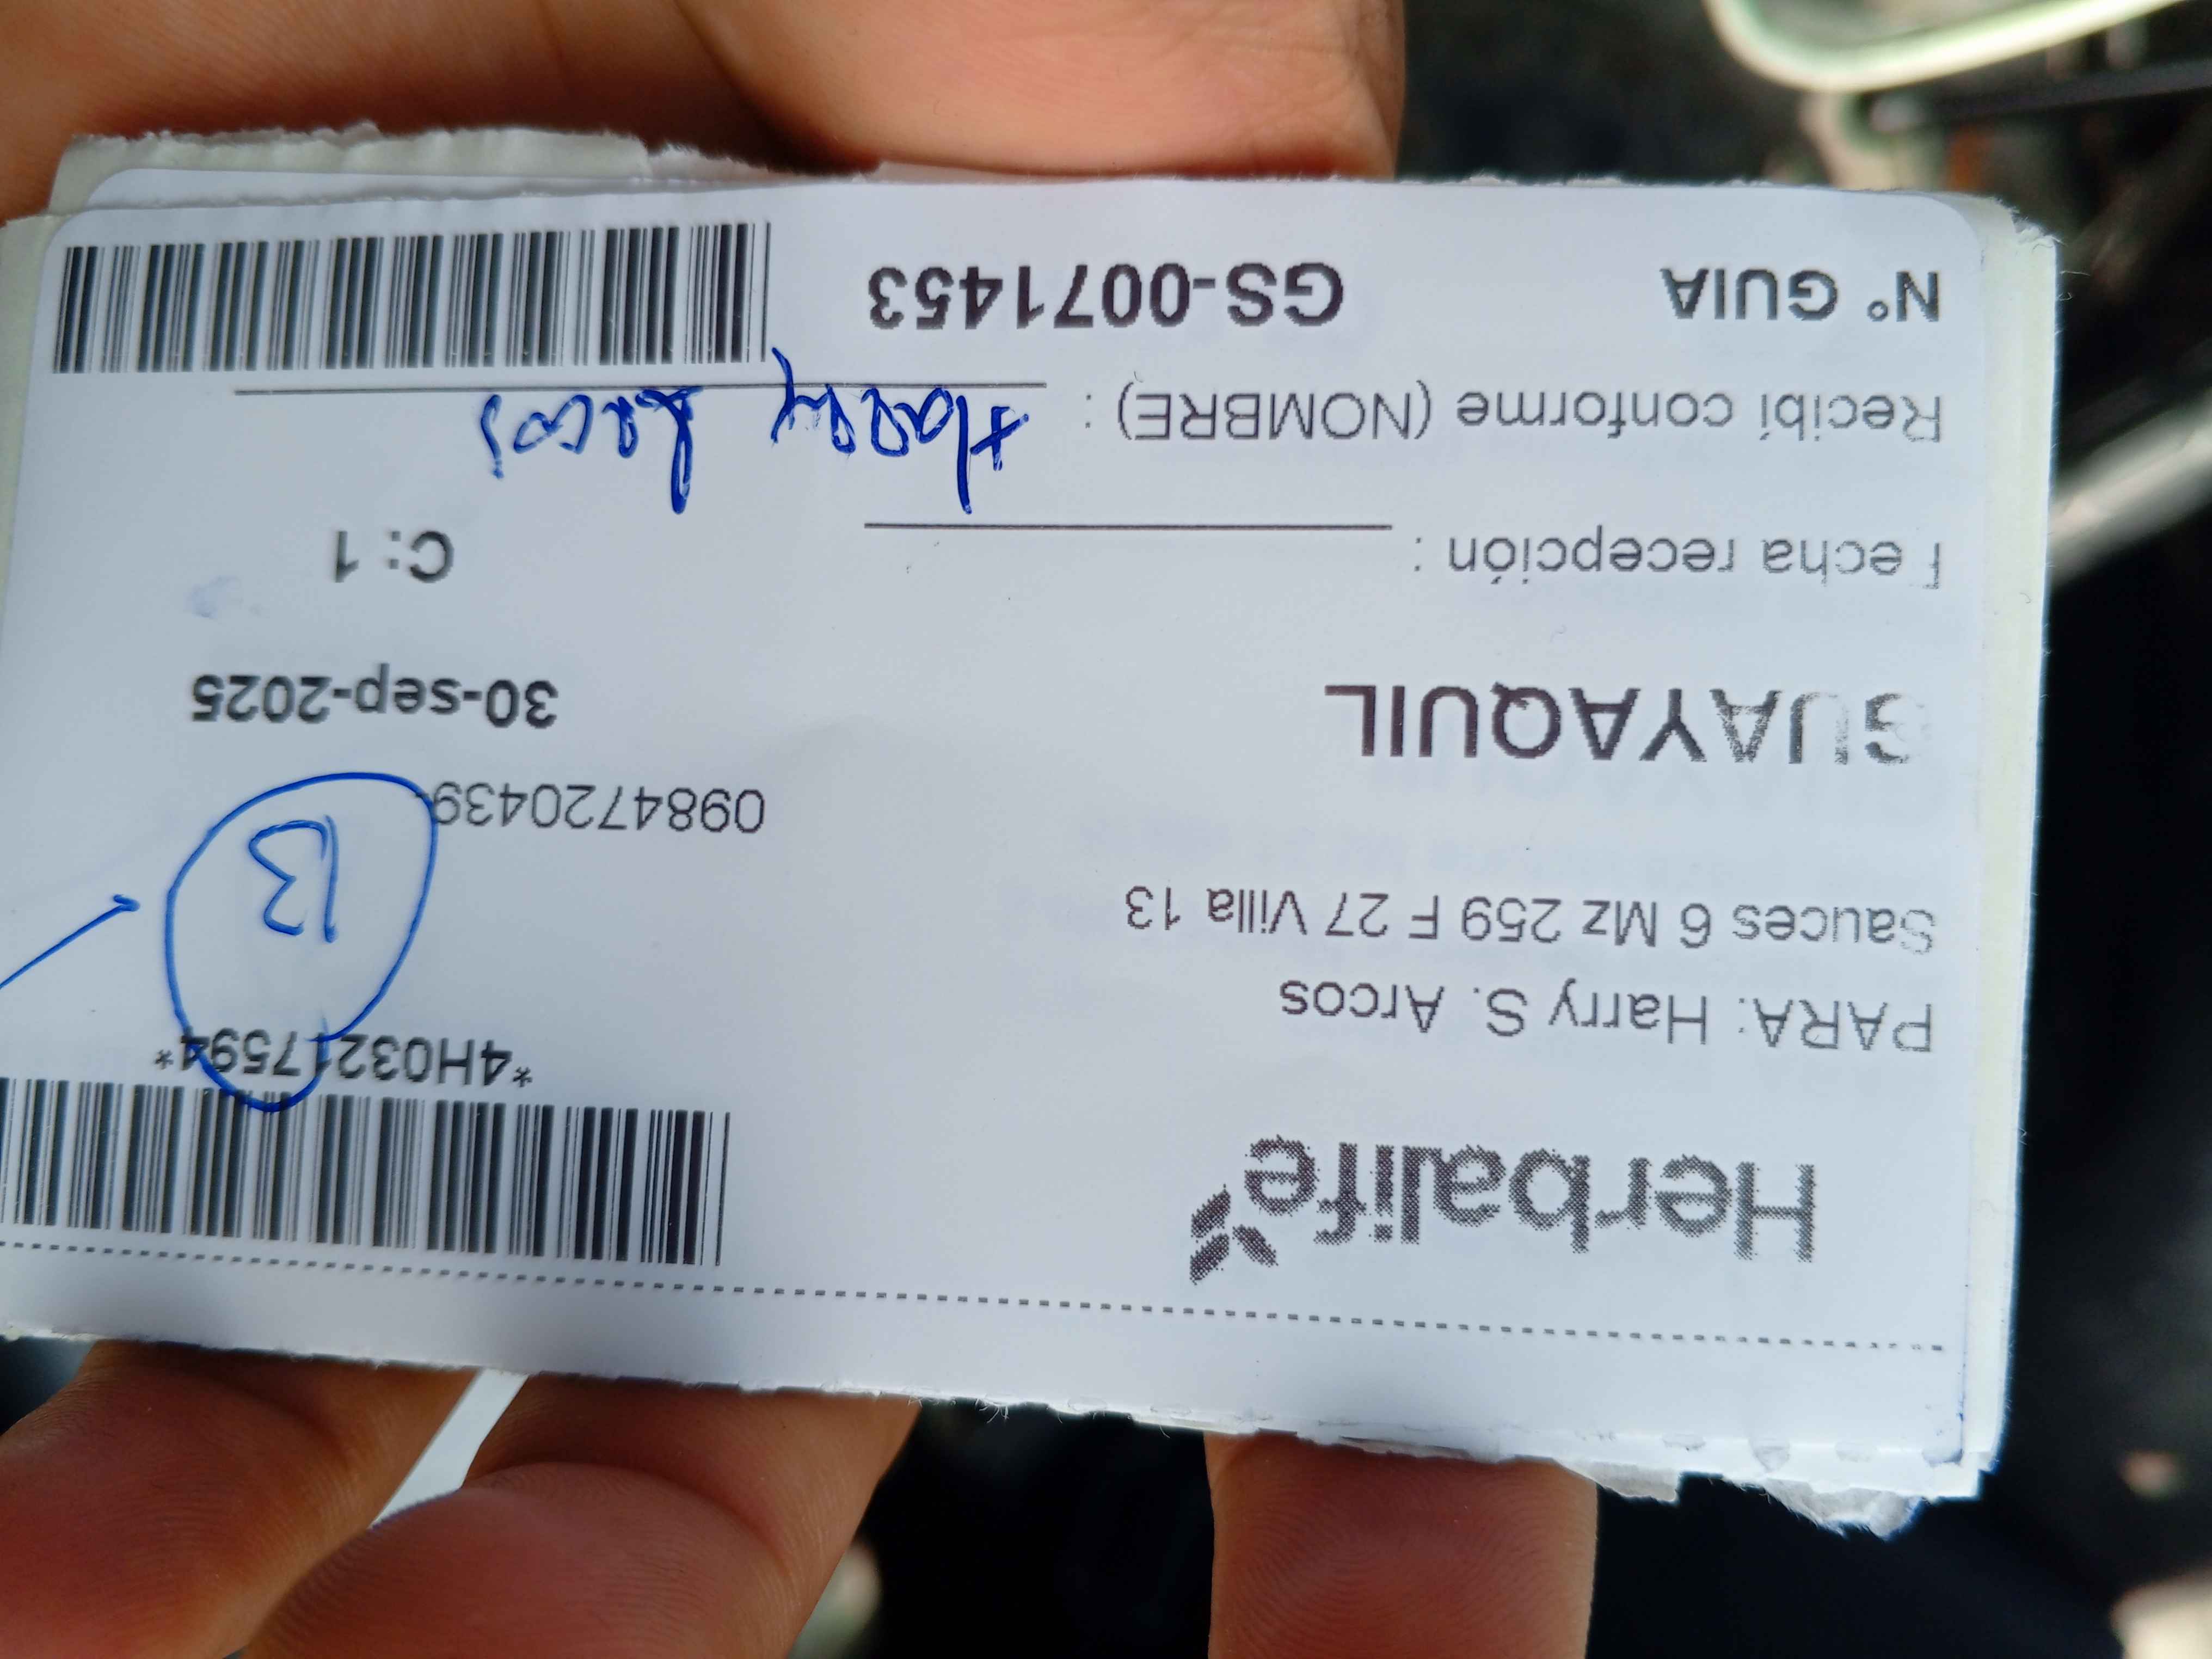 Herbalife
*4H03217594*
PARA: Harry S. Arcos
Sauces 6 Mz 259 F 27 Villa 13
13
0984720439
GUAYAQUIL
30-sep-2025
Fecha recepción :
C: 1
Recibí conforme (NOMBRE) : Harry Arcos
N° GUIA GS-0071453